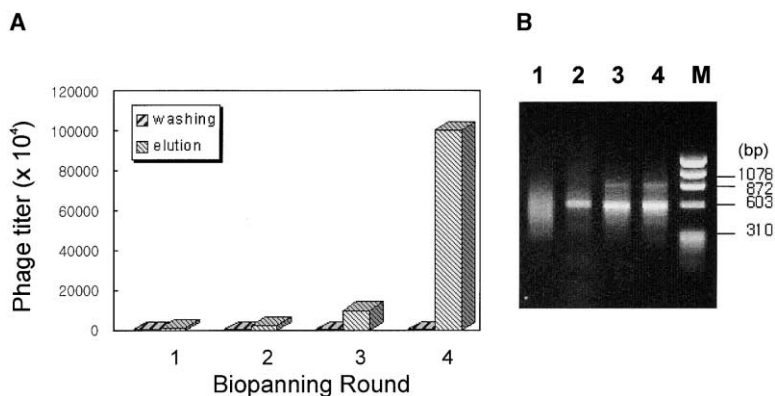 A
Phage titer (x 10⁴)
120000
100000
80000
60000
40000
20000
0
washing
elution
1 2 3 4
Biopanning Round
B
1 2 3 4 M
(bp)
1078
872
603
310